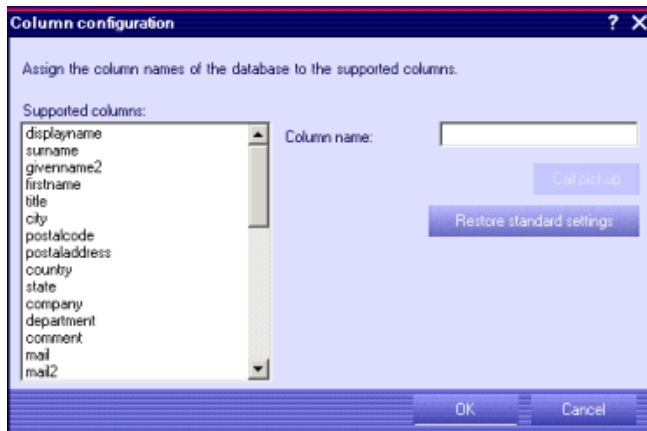 Column configuration ? X
Assign the column names of the database to the supported columns.
Supported columns:
displayname
surname
givenname2
firstname
title
city
postalcode
postaladdress
country
state
company
department
comment
mail
mail2
Column name:
Call pick-up
Restore standard settings
OK
Cancel